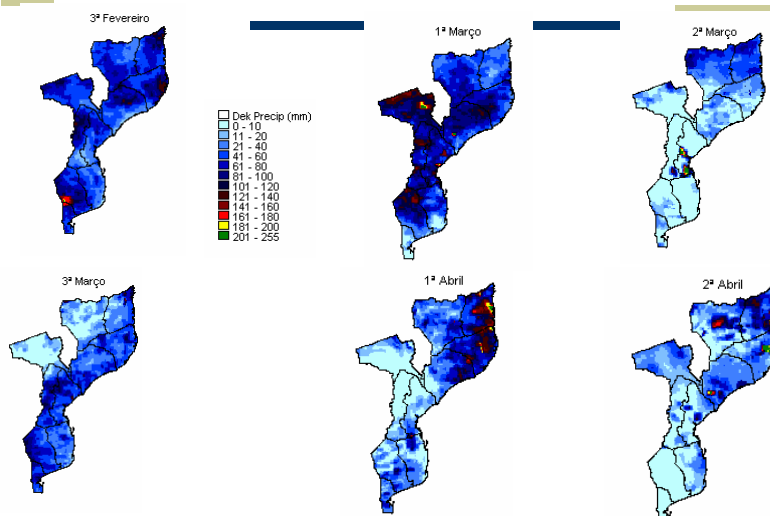 3ª Fevereiro
1ª Março
2ª Março
Dek Precip (mm)
0 - 10
11 - 20
21 - 40
41 - 60
61 - 80
81 - 100
101 - 120
121 - 140
141 - 160
161 - 180
181 - 200
201 - 255
3ª Março
1ª Abril
2ª Abril